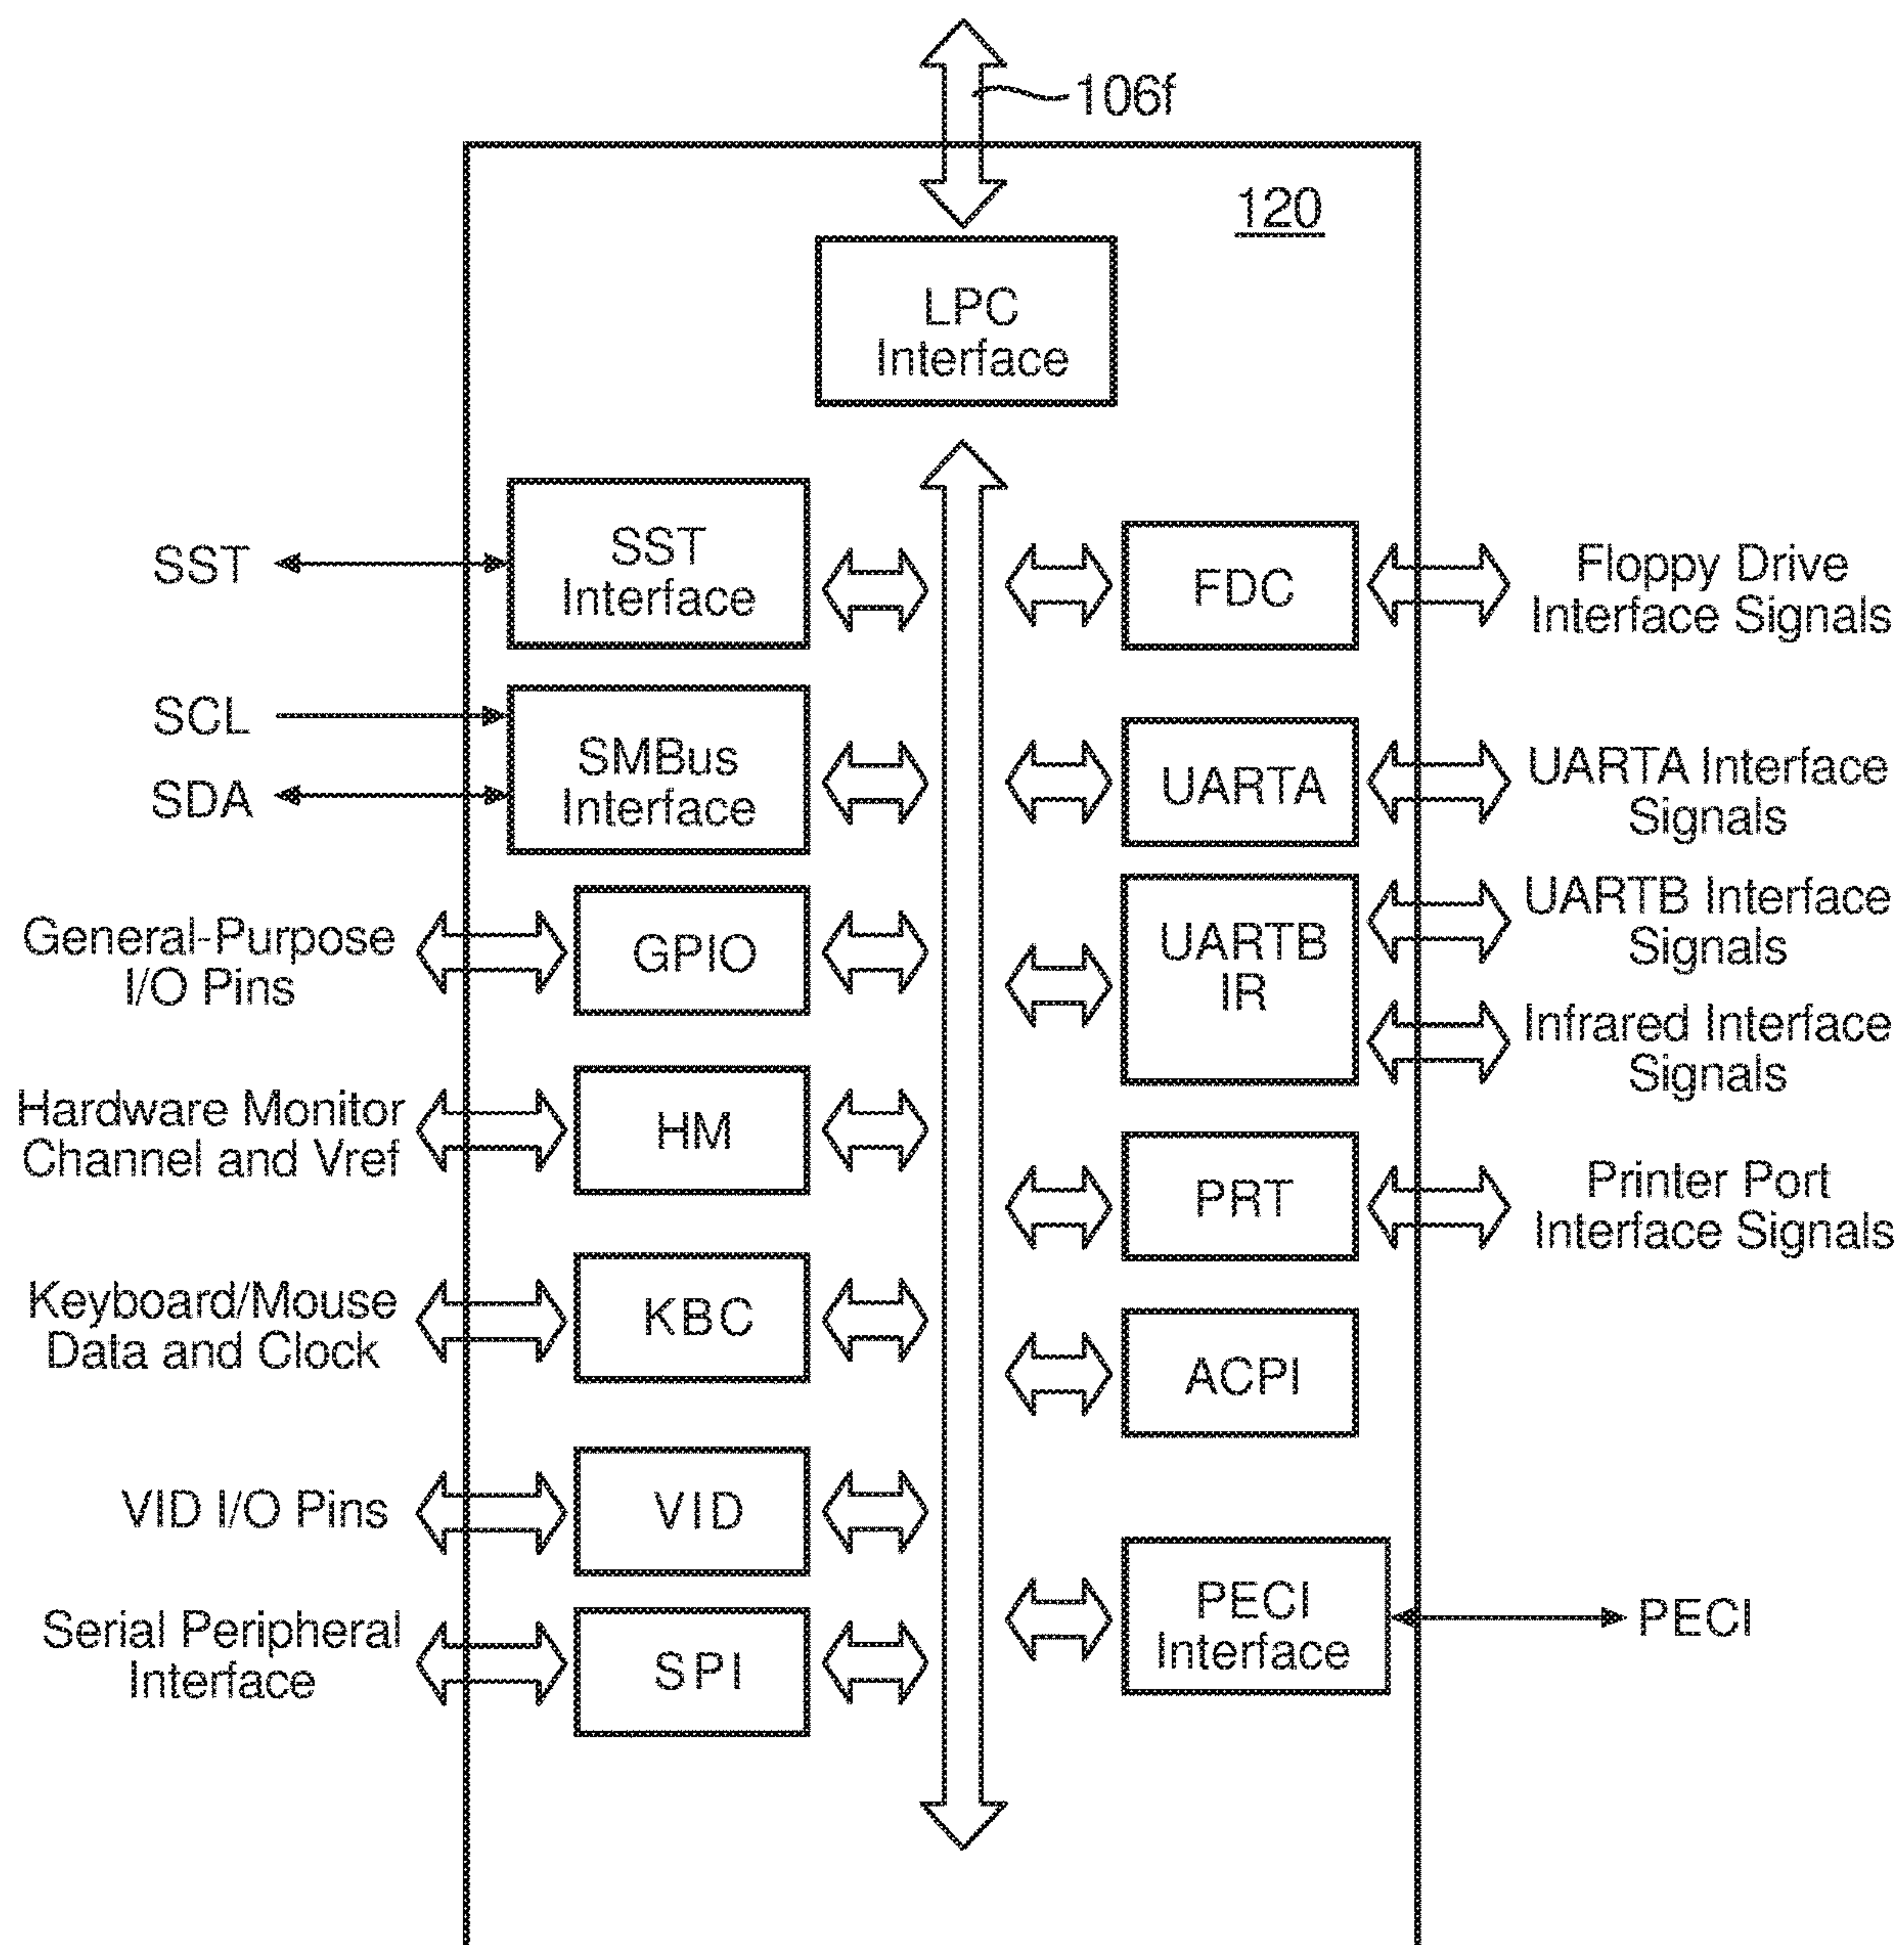 106f
120
LPC
Interface
SST
SST
Interface
FDC
Floppy Drive
Interface Signals
SCL
SDA
SMBus
Interface
UARTA
UARTA Interface
Signals
General-Purpose
I/O Pins
GPIO
UARTB
IR
UARTB Interface
Signals
Infrared Interface
Signals
Hardware Monitor
Channel and Vref
HM
PRT
Printer Port
Interface Signals
Keyboard/Mouse
Data and Clock
KBC
ACPI
VID I/O Pins
VID
Serial Peripheral
Interface
SPI
PECI
Interface
PECI